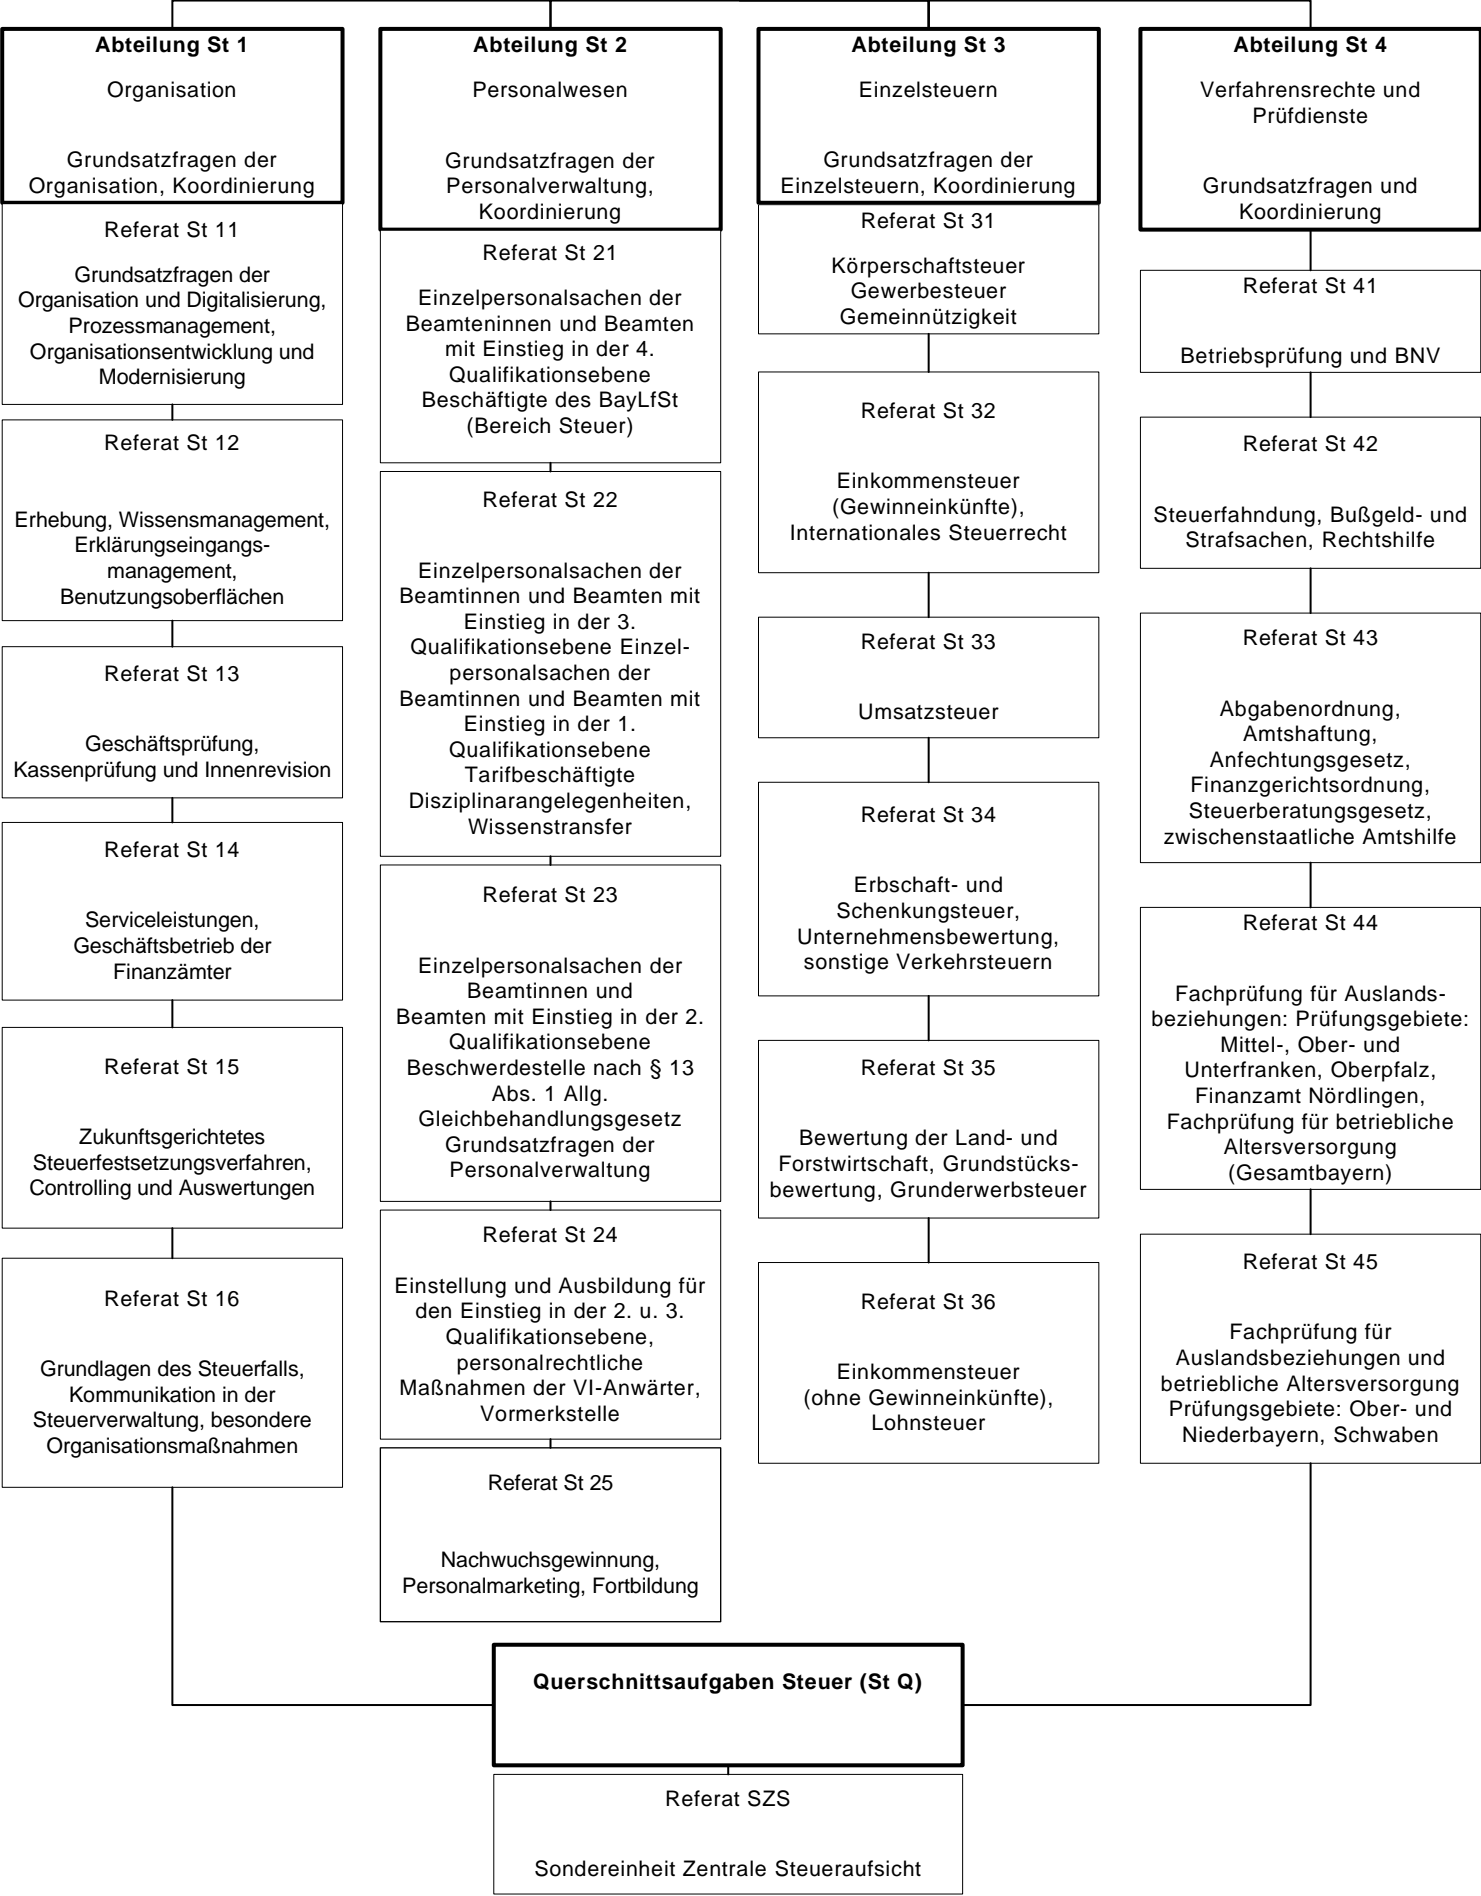 Abteilung St 1
Organisation
Grundsatzfragen der
Organisation, Koordinierung
Referat St 11
Grundsatzfragen der
Organisation und Digitalisierung,
Prozessmanagement,
Organisationsentwicklung und
Modernisierung
Referat St 12
Erhebung, Wissensmanagement,
Erklärungseingangs-
management,
Benutzungsoberflächen
Referat St 13
Geschäftsprüfung,
Kassenprüfung und Innenrevision
Referat St 14
Serviceleistungen,
Geschäftsbetrieb der
Finanzämter
Referat St 15
Zukunftsgerichtetes
Steuerfestsetzungsverfahren,
Controlling und Auswertungen
Referat St 16
Grundlagen des Steuerfalls,
Kommunikation in der
Steuerverwaltung, besondere
Organisationsmaßnahmen
Abteilung St 2
Personalwesen
Grundsatzfragen der
Personalverwaltung,
Koordinierung
Referat St 21
Einzelpersonalsachen der
Beamteninnen und Beamten
mit Einstieg in der 4.
Qualifikationsebene
Beschäftigte des BayLfSt
(Bereich Steuer)
Referat St 22
Einzelpersonalsachen der
Beamtinnen und Beamten mit
Einstieg in der 3.
Qualifikationsebene Einzel-
personalsachen der
Beamtinnen und Beamten mit
Einstieg in der 1.
Qualifikationsebene
Tarifbeschäftigte
Disziplinarangelegenheiten,
Wissenstransfer
Referat St 23
Einzelpersonalsachen der
Beamtinnen und
Beamten mit Einstieg in der 2.
Qualifikationsebene
Beschwerdestelle nach § 13
Abs. 1 Allg.
Gleichbehandlungsgesetz
Grundsatzfragen der
Personalverwaltung
Referat St 24
Einstellung und Ausbildung für
den Einstieg in der 2. u. 3.
Qualifikationsebene,
personalrechtliche
Maßnahmen der VI-Anwärter,
Vormerkstelle
Referat St 25
Nachwuchsgewinnung,
Personalmarketing, Fortbildung
Abteilung St 3
Einzelsteuern
Grundsatzfragen der
Einzelsteuern, Koordinierung
Referat St 31
Körperschaftsteuer
Gewerbesteuer
Gemeinnützigkeit
Referat St 32
Einkommensteuer
(Gewinneinkünfte),
Internationales Steuerrecht
Referat St 33
Umsatzsteuer
Referat St 34
Erbschaft- und
Schenkungsteuer,
Unternehmensbewertung,
sonstige Verkehrsteuern
Referat St 35
Bewertung der Land- und
Forstwirtschaft, Grundstücks-
bewertung, Grunderwerbsteuer
Referat St 36
Einkommensteuer
(ohne Gewinneinkünfte),
Lohnsteuer
Abteilung St 4
Verfahrensrechte und
Prüfdienste
Grundsatzfragen und
Koordinierung
Referat St 41
Betriebsprüfung und BNV
Referat St 42
Steuerfahndung, Bußgeld- und
Strafsachen, Rechtshilfe
Referat St 43
Abgabenordnung,
Amtshaftung,
Anfechtungsgesetz,
Finanzgerichtsordnung,
Steuerberatungsgesetz,
zwischenstaatliche Amtshilfe
Referat St 44
Fachprüfung für Auslands-
beziehungen: Prüfungsgebiete:
Mittel-, Ober- und
Unterfranken, Oberpfalz,
Finanzamt Nördlingen,
Fachprüfung für betriebliche
Altersversorgung
(Gesamtbayern)
Referat St 45
Fachprüfung für
Auslandsbeziehungen und
betriebliche Altersversorgung
Prüfungsgebiete: Ober- und
Niederbayern, Schwaben
Querschnittsaufgaben Steuer (St Q)
Referat SZS
Sondereinheit Zentrale Steueraufsicht